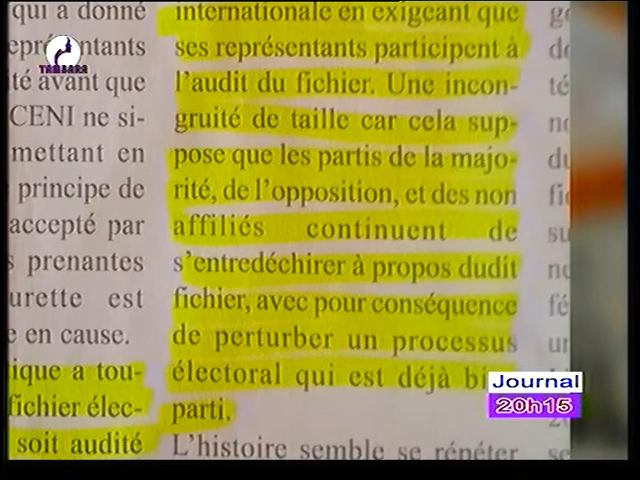 qui a donné
représentants
TAMBARA
té avant que
CENI ne si-
mettant en
principe de
accepté par
prenantes
urette est
e en cause.
ique a tou-
fichier élec-
soit audité
internationale en exigeant que
ses représentants participent à
l'audit du fichier. Une incon-
gruité de taille car cela sup-
pose que les partis de la majo-
rité, de l'opposition, et des non
affiliés continuent de
s'entredéchirer à propos dudit
fichier, avec pour conséquence
de perturber un processus
électoral qui est déjà bi
parti.
L'histoire semble se répéter
Journal
20h15